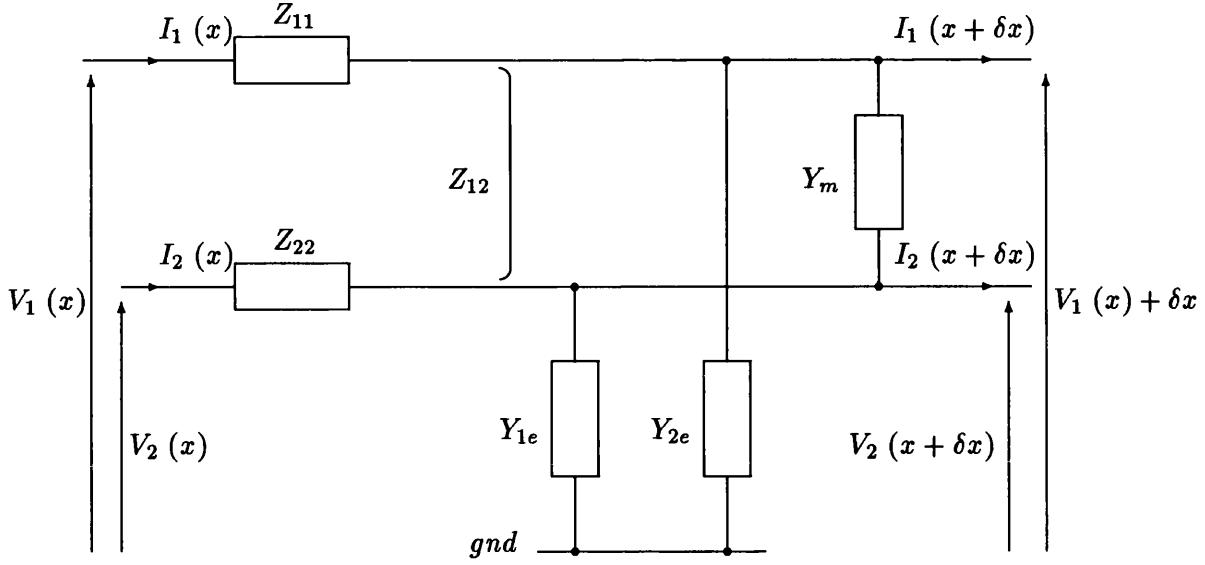 Z₁₁
I₁ (x)
I₁ (x + δx)
Z₁₂
Yₘ
Z₂₂
I₂ (x)
I₂ (x + δx)
V₁ (x)
V₁ (x) + δx
Y₁ₑ
Y₂ₑ
V₂ (x)
V₂ (x + δx)
gnd